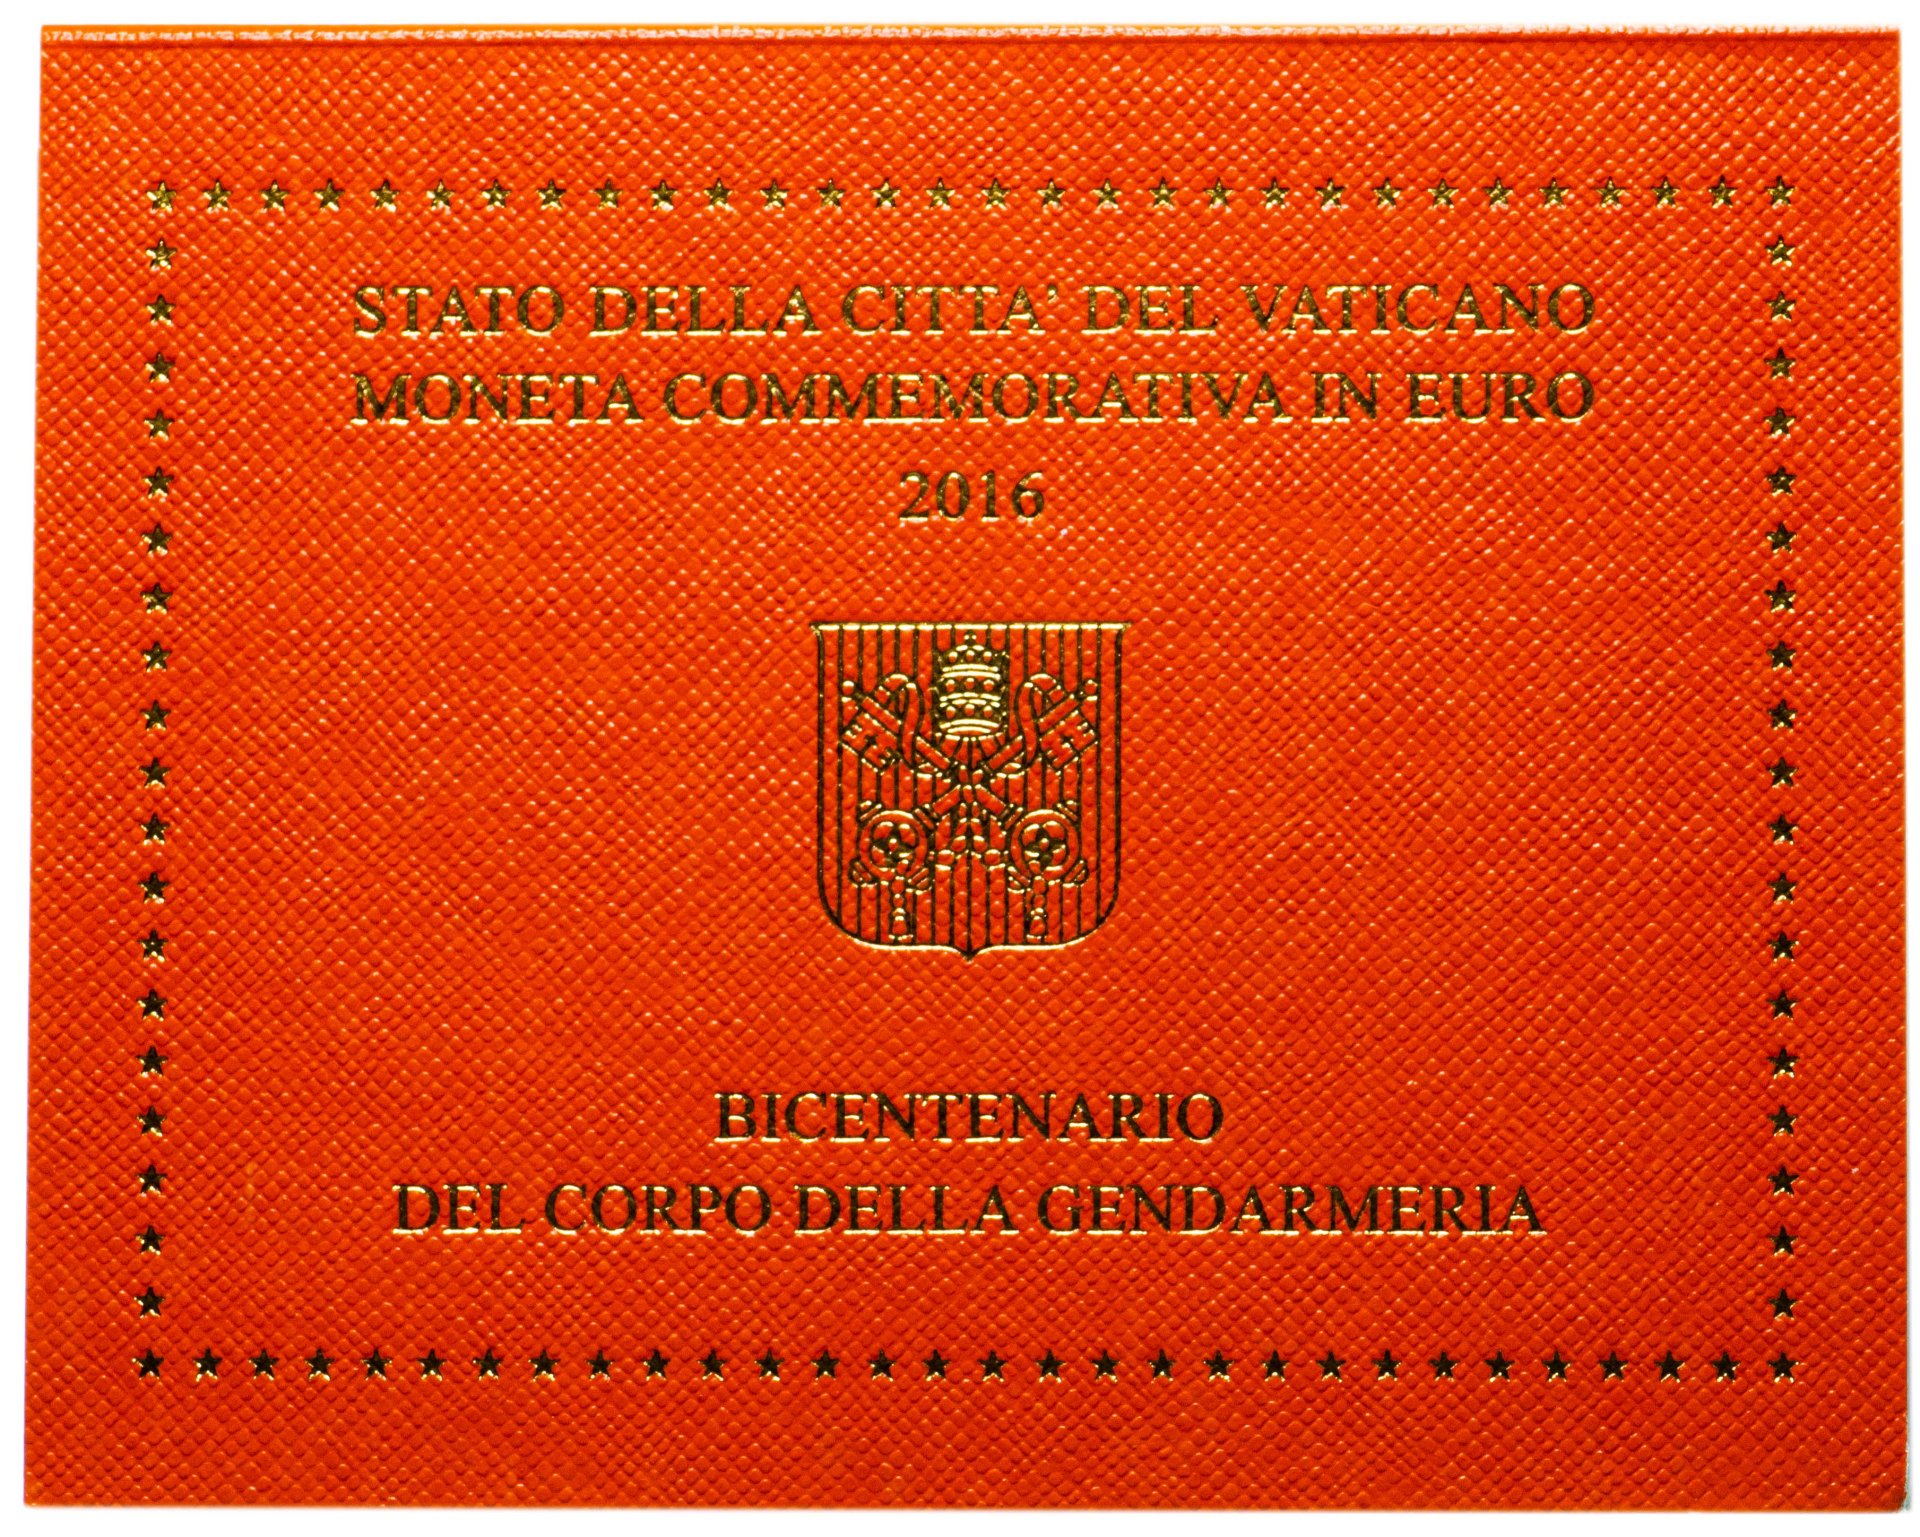 STATO DELLA CITTA' DEL VATICANO
MONETA COMMEMORATIVA IN EURO
2016
BICENTENARIO
DEL CORPO DELLA GENDARMERIA